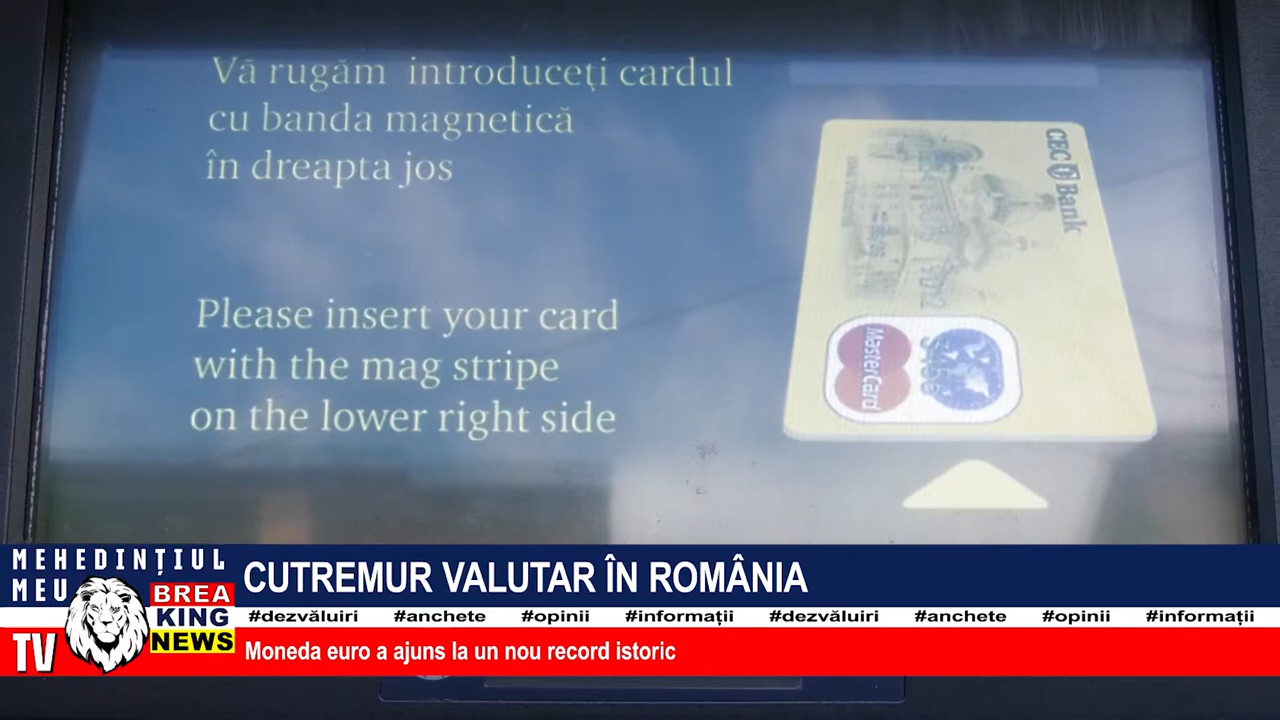 Vă rugăm introduceţi cardul
cu banda magnetică
în dreapta jos
Please insert your card
with the mag stripe
on the lower right side
CEC Bank
MasterCard
MEHEDINȚIUL
MEU
TV
BREA
KING
NEWS
CUTREMUR VALUTAR ÎN ROMÂNIA
#dezvăluiri #anchete #opinii #informații #dezvăluiri #anchete #opinii #informații
Moneda euro a ajuns la un nou record istoric